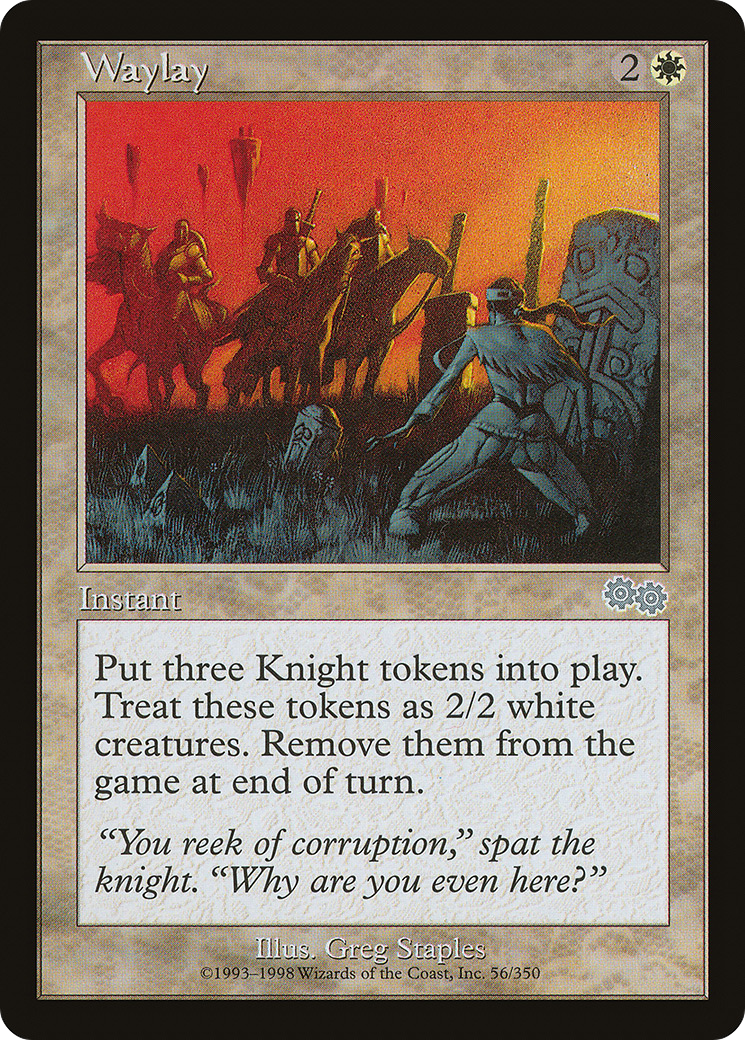 Waylay 2
Instant
Put three Knight tokens into play.
Treat these tokens as 2/2 white
creatures. Remove them from the
game at end of turn.
“You reek of corruption,” spat the
knight. “Why are you even here?”
Illus. Greg Staples
©1993–1998 Wizards of the Coast, Inc. 56/350